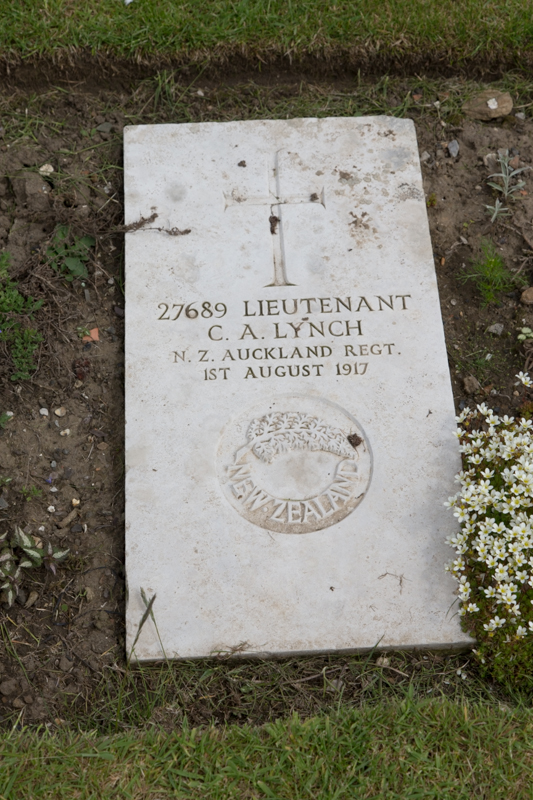 27689 LIEUTENANT
C. A. LYNCH
N. Z. AUCKLAND REGT.
1ST AUGUST 1917
NEW·ZEALAND